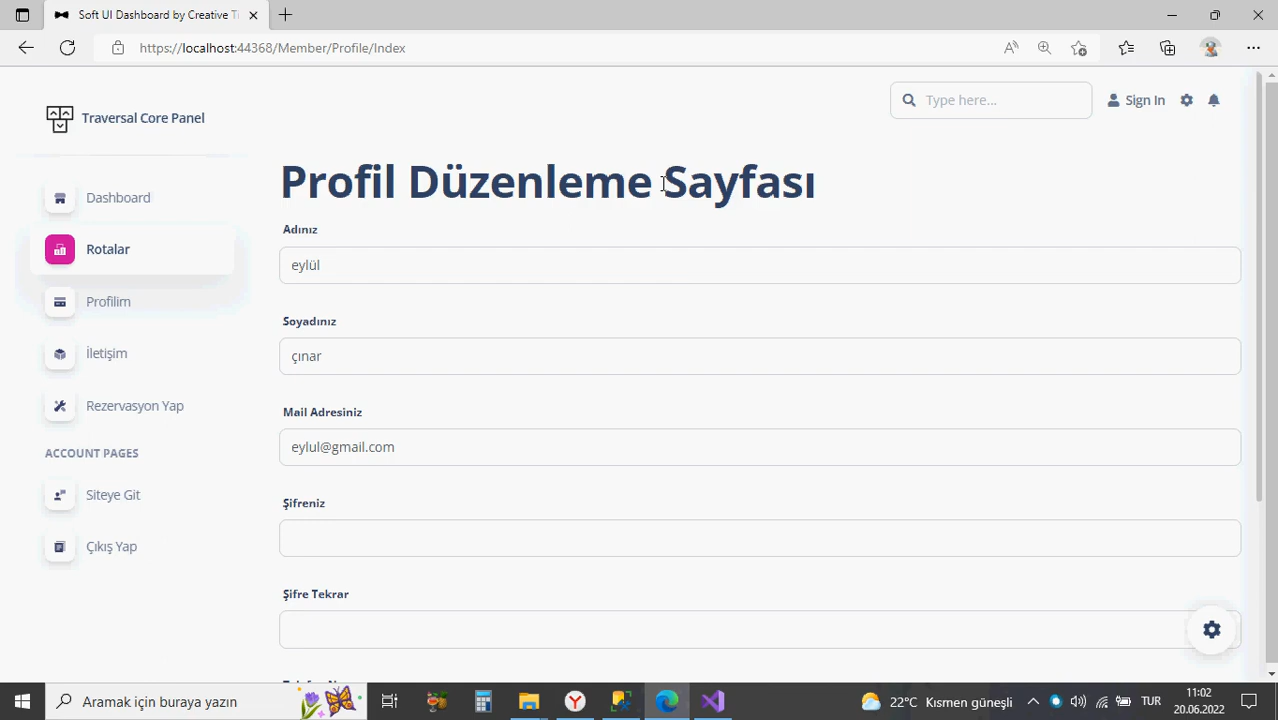 Soft UI Dashboard by Creative Ti
https://localhost:44368/Member/Profile/Index
Traversal Core Panel
Type here...
Sign In
Profil Düzenleme Sayfası
Dashboard
Rotalar
Profilim
İletişim
Rezervasyon Yap
ACCOUNT PAGES
Siteye Git
Çıkış Yap
Adınız
eylül
Soyadınız
çınar
Mail Adresiniz
eylul@gmail.com
Şifreniz
Şifre Tekrar
Aramak için buraya yazın
22°C Kısmen güneşli
TUR
11:02
20.06.2022